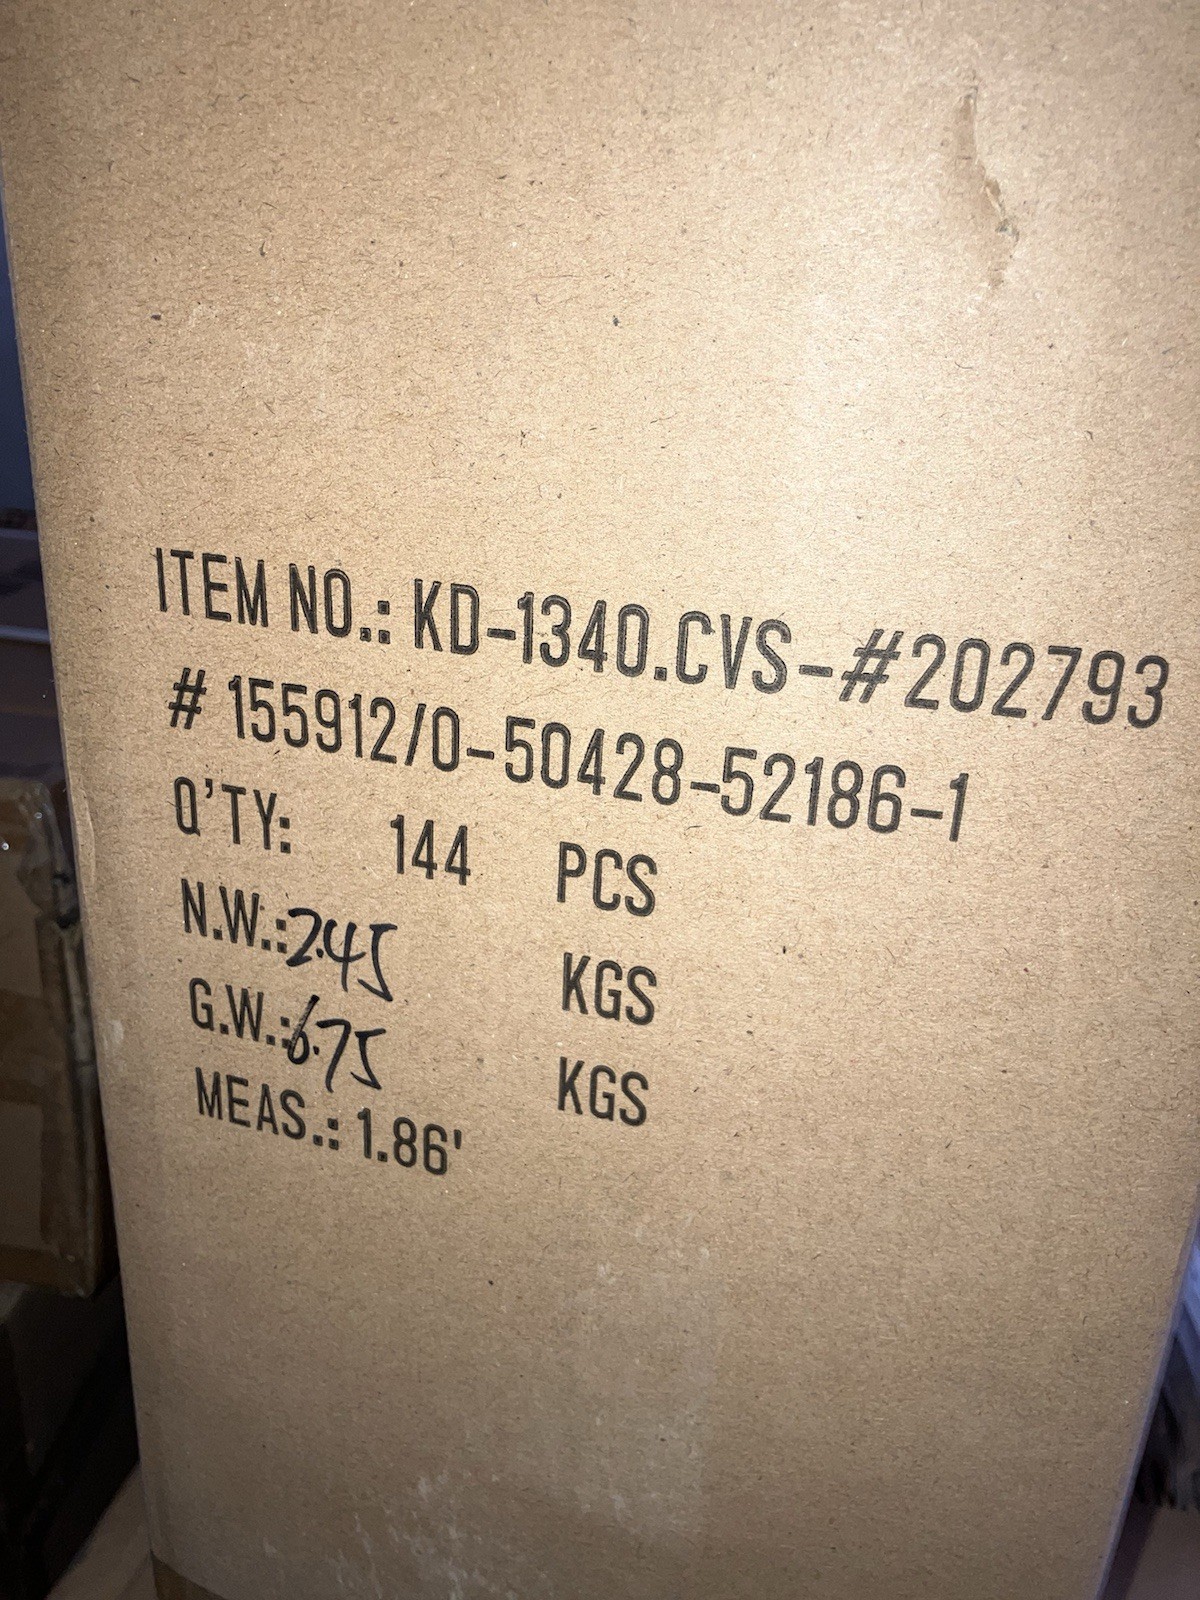 ITEM NO.: KD-1340.CVS-#202793
# 155912/0-50428-52186-1
Q'TY: 144 PCS
N.W.: 2.45 KGS
G.W.: 6.75 KGS
MEAS.: 1.86'